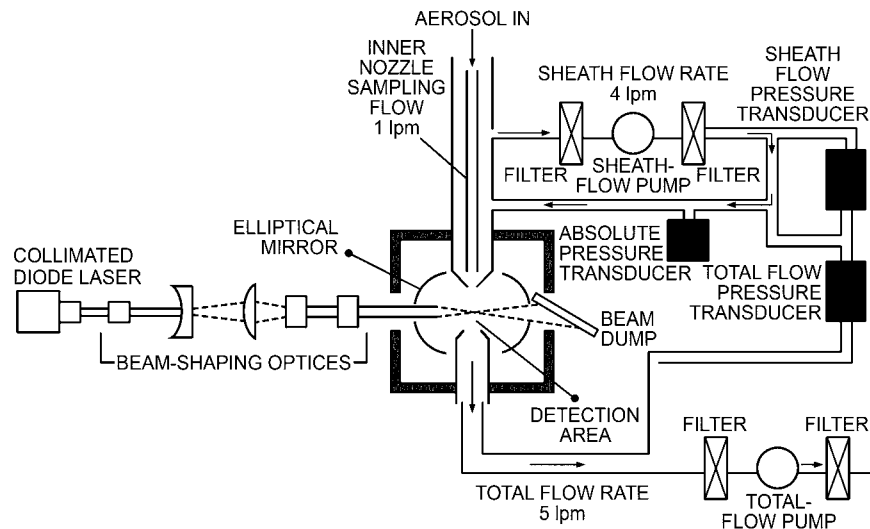 AEROSOL IN
INNER
NOZZLE
SAMPLING
FLOW
1 lpm
SHEATH FLOW RATE
4 lpm
SHEATH
FLOW
PRESSURE
TRANSDUCER
FILTER
SHEATH-
FLOW PUMP
FILTER
ELLIPTICAL
MIRROR
ABSOLUTE
PRESSURE
TRANSDUCER
COLLIMATED
DIODE LASER
TOTAL FLOW
PRESSURE
TRANSDUCER
BEAM
DUMP
BEAM-SHAPING OPTICES
DETECTION
AREA
FILTER
FILTER
TOTAL FLOW RATE
5 lpm
TOTAL-
FLOW PUMP